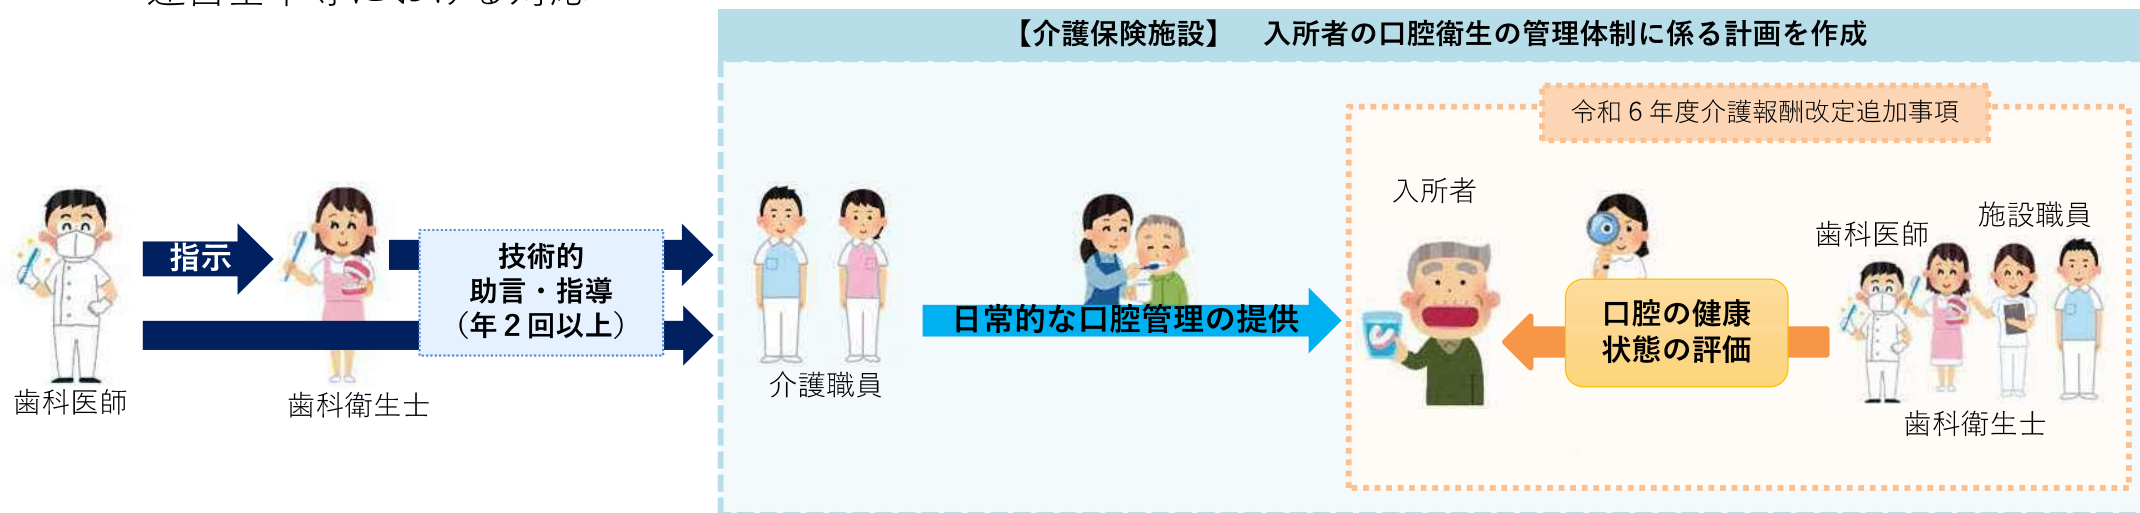 【介護保険施設】 入所者の口腔衛生の管理体制に係る計画を作成
令和6年度介護報酬改定追加事項
指示
技術的
助言・指導
（年2回以上）
歯科医師
歯科衛生士
介護職員
日常的な口腔管理の提供
入所者
口腔の健康
状態の評価
歯科医師
施設職員
歯科衛生士